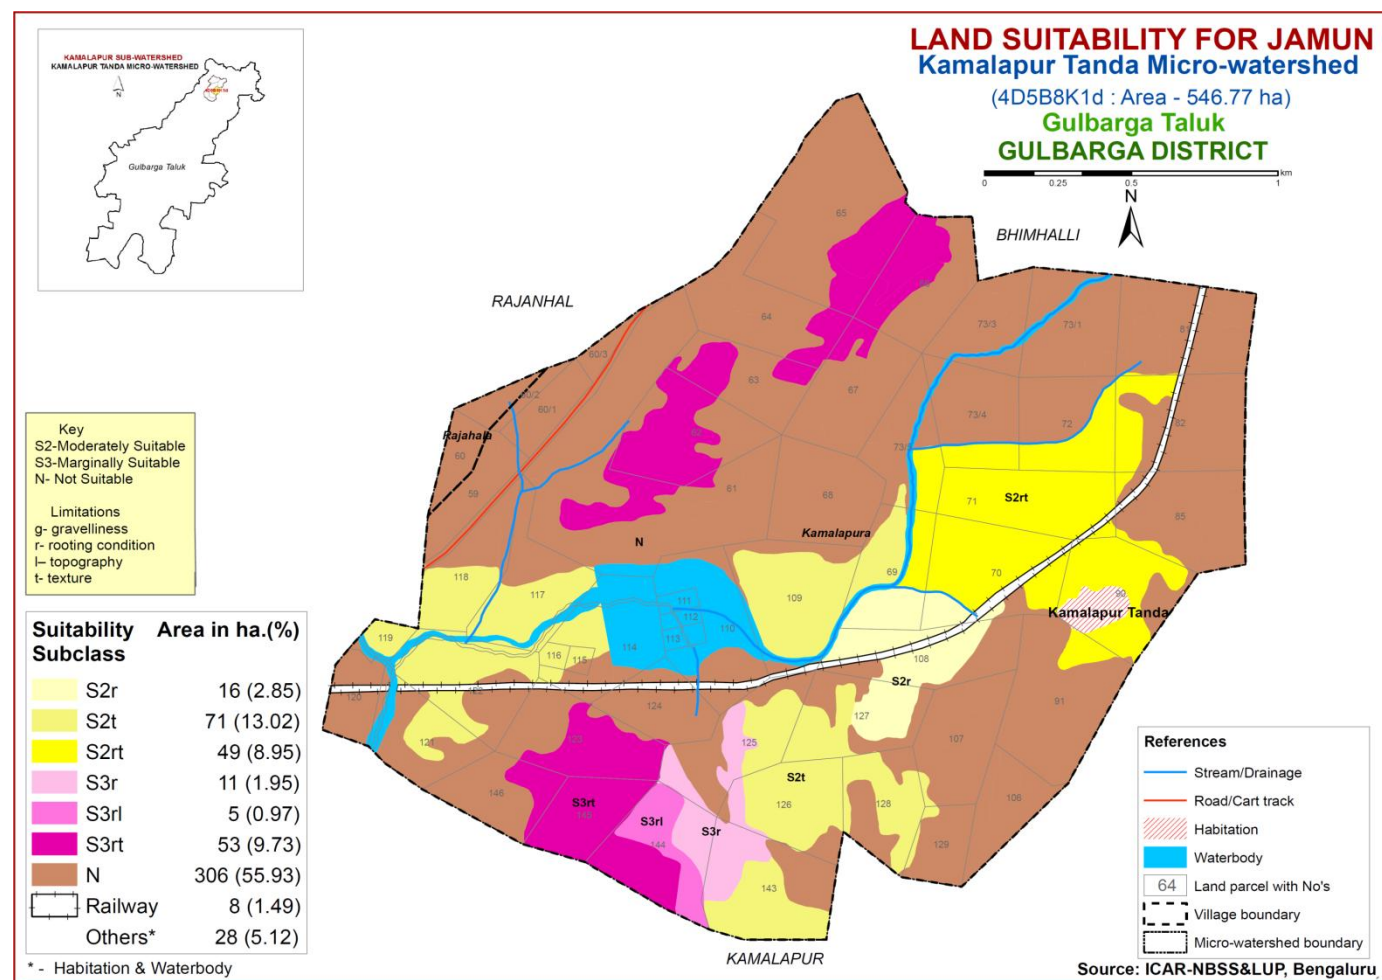 LAND SUITABILITY FOR JAMUN
Kamalapur Tanda Micro-watershed
(4D5B8K1d : Area - 546.77 ha)
Gulbarga Taluk
GULBARGA DISTRICT
0 0.25 0.5 1 km
N
KAMALAPUR SUB-WATERSHED
KAMALAPUR TANDA MICRO-WATERSHED
N
Gulbarga Taluk
BHIMHALLI
RAJANHAL
65
64
73/3
73/1
81
60/3
63
67
60/2
60/1
73/4
72
82
Rajahala
60
61
68
71
S2rt
59
85
N
Kamalapura
118
117
109
69
70
90
Kamalapur Tanda
111
112
110
113
114
119
116
115
108
S2r
120
122
124
127
91
121
123
125
107
S2t
146
S3rt
145
126
128
106
S3rl
S3r
144
129
143
KAMALAPUR
Key
S2-Moderately Suitable
S3-Marginally Suitable
N- Not Suitable
Limitations
g- gravelliness
r- rooting condition
l– topography
t- texture
Suitability Subclass Area in ha.(%)
S2r 16 (2.85)
S2t 71 (13.02)
S2rt 49 (8.95)
S3r 11 (1.95)
S3rl 5 (0.97)
S3rt 53 (9.73)
N 306 (55.93)
Railway 8 (1.49)
Others* 28 (5.12)
* - Habitation & Waterbody
References
Stream/Drainage
Road/Cart track
Habitation
Waterbody
64 Land parcel with No's
Village boundary
Micro-watershed boundary
Source: ICAR-NBSS&LUP, Bengaluru